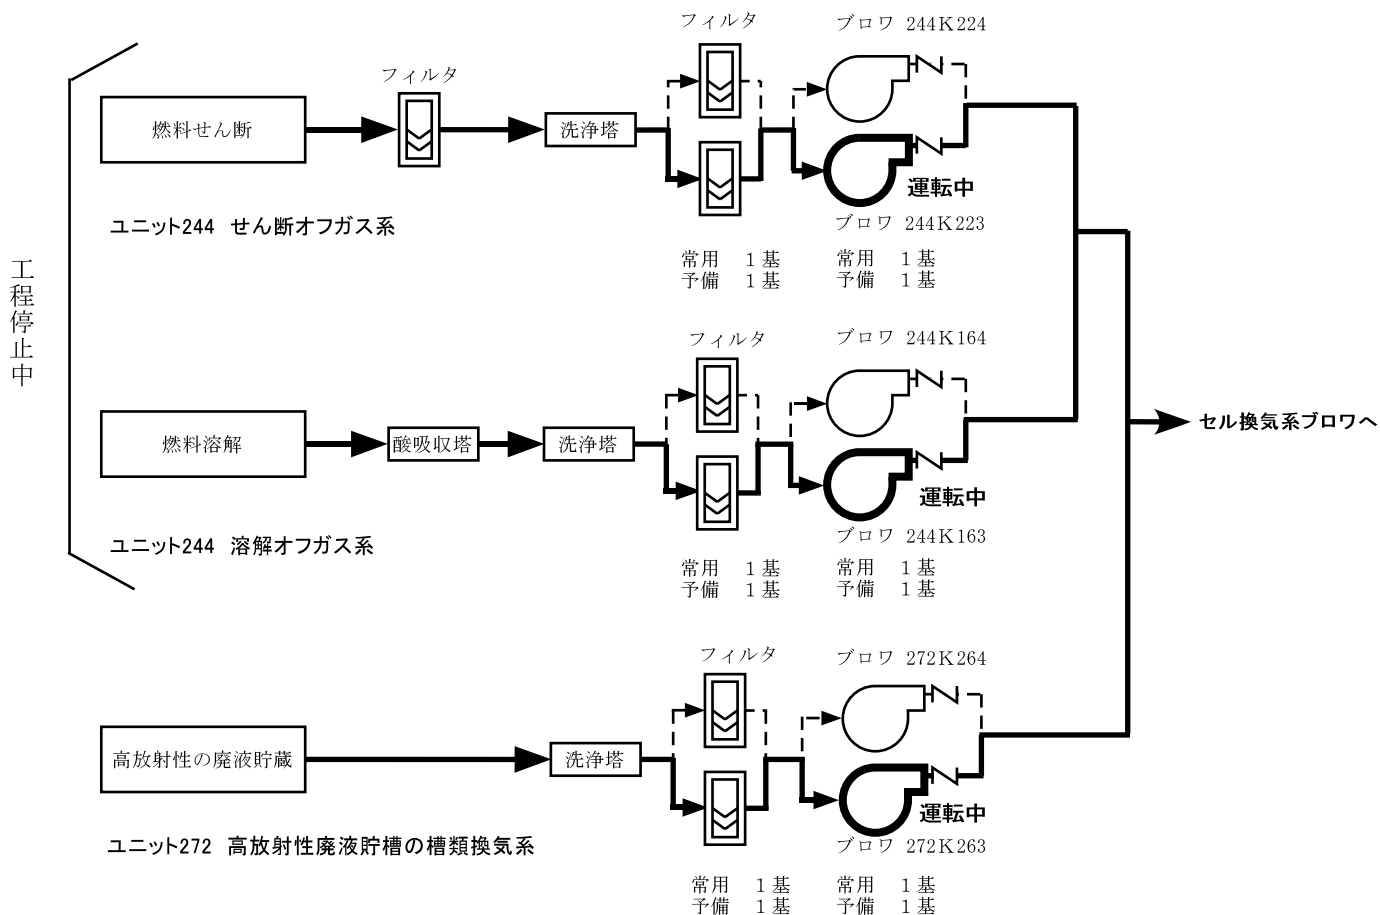 工程停止中
フィルタ
ブロワ 244K224
フィルタ
燃料せん断
洗浄塔
運転中
ブロワ 244K223
ユニット244 せん断オフガス系
常用 1基
予備 1基
常用 1基
予備 1基
フィルタ
ブロワ 244K164
燃料溶解
酸吸収塔
洗浄塔
運転中
ブロワ 244K163
ユニット244 溶解オフガス系
常用 1基
予備 1基
常用 1基
予備 1基
セル換気系ブロワへ
フィルタ
ブロワ 272K264
高放射性の廃液貯蔵
洗浄塔
運転中
ブロワ 272K263
ユニット272 高放射性廃液貯槽の槽類換気系
常用 1基
予備 1基
常用 1基
予備 1基